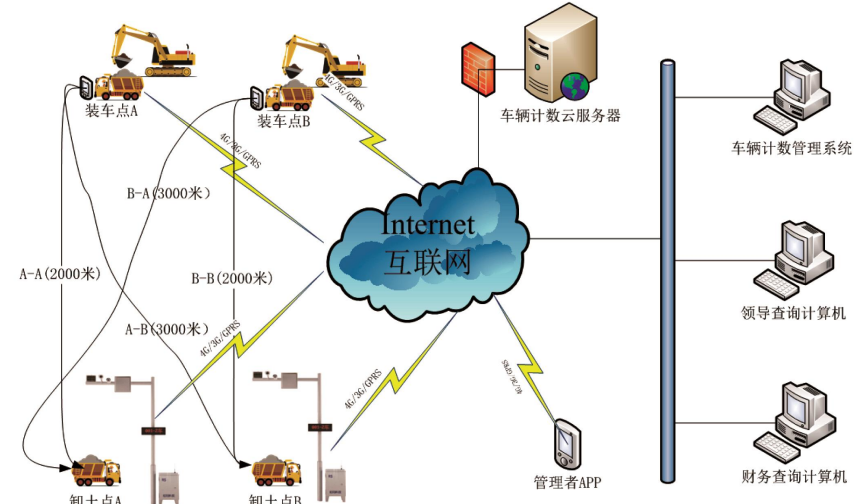 装车点A
装车点B
4G/3G/GPRS
4G/3G/GPRS
车辆计数云服务器
车辆计数管理系统
B-A(3000米)
Internet
互联网
A-A(2000米)
B-B(2000米)
A-B(3000米)
4G/3G/GPRS
4G/3G/GPRS
4G/3G/GPRS
领导查询计算机
管理者APP
财务查询计算机
卸土点A
卸土点B